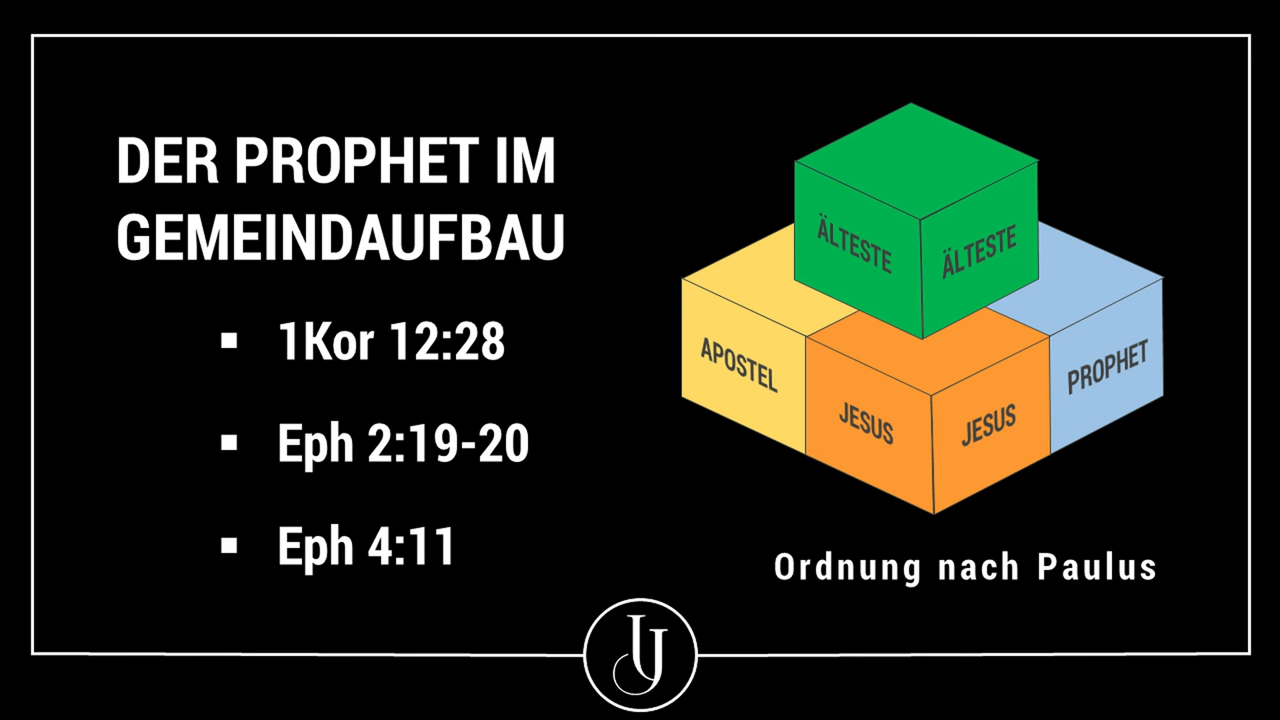 DER PROPHET IM
GEMEINDAUFBAU
▪ 1Kor 12:28
▪ Eph 2:19-20
▪ Eph 4:11
ÄLTESTE
ÄLTESTE
APOSTEL
JESUS
JESUS
PROPHET
Ordnung nach Paulus
JJ